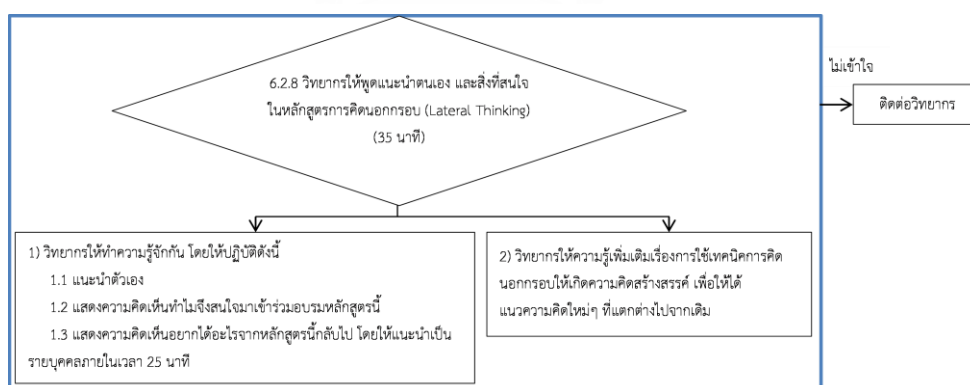 6.2.8 วิทยากรให้พูดแนะนำตนเอง และสิ่งที่สนใจ
ในหลักสูตรการคิดนอกกรอบ (Lateral Thinking)
(35 นาที)
ไม่เข้าใจ
ติดต่อวิทยากร
1) วิทยากรให้ทำความรู้จักกัน โดยให้ปฏิบัติดังนี้
1.1 แนะนำตัวเอง
1.2 แสดงความคิดเห็นทำไมจึงสนใจมาเข้าร่วมอบรมหลักสูตรนี้
1.3 แสดงความคิดเห็นอยากได้อะไรจากหลักสูตรนี้กลับไป โดยให้แนะนำเป็น
รายบุคคลภายในเวลา 25 นาที
2) วิทยากรให้ความรู้เพิ่มเติมเรื่องการใช้เทคนิคการคิด
นอกกรอบให้เกิดความคิดสร้างสรรค์ เพื่อให้ได้
แนวความคิดใหม่ๆ ที่แตกต่างไปจากเดิม